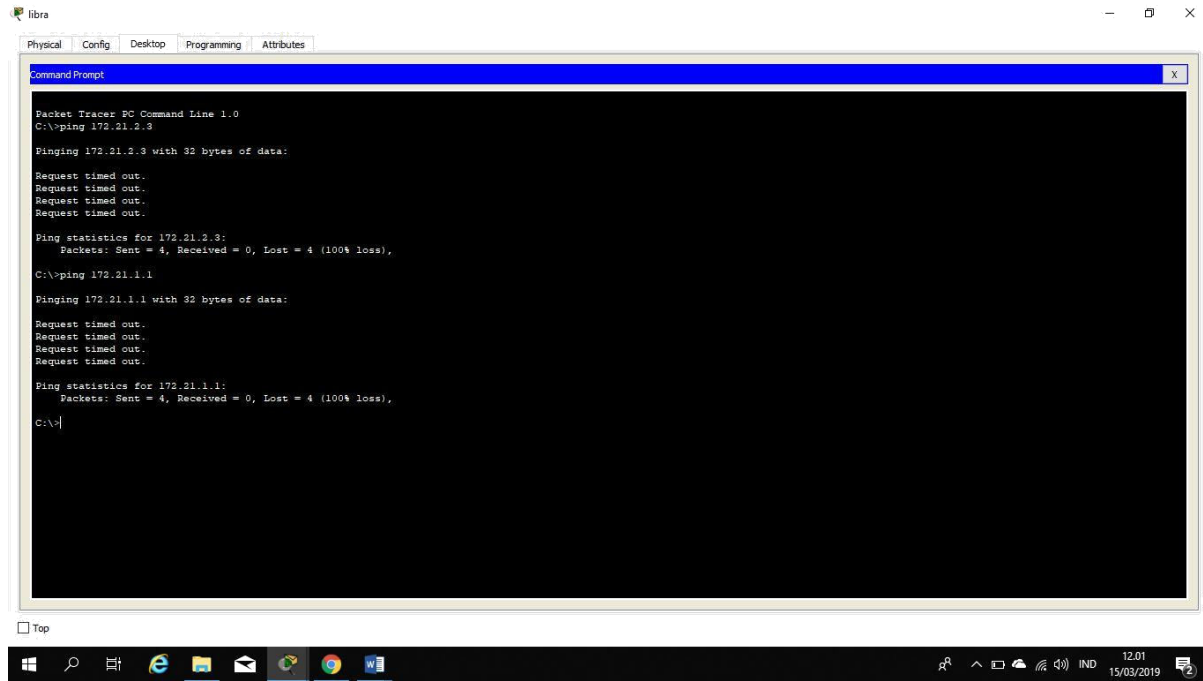 libra
Physical Config Desktop Programming Attributes
Command Prompt
X
Packet Tracer PC Command Line 1.0
C:\>ping 172.21.2.3
Pinging 172.21.2.3 with 32 bytes of data:
Request timed out.
Request timed out.
Request timed out.
Request timed out.
Ping statistics for 172.21.2.3:
Packets: Sent = 4, Received = 0, Lost = 4 (100% loss),
C:\>ping 172.21.1.1
Pinging 172.21.1.1 with 32 bytes of data:
Request timed out.
Request timed out.
Request timed out.
Request timed out.
Ping statistics for 172.21.1.1:
Packets: Sent = 4, Received = 0, Lost = 4 (100% loss),
C:\>
Top
IND
12.01
15/03/2019
2